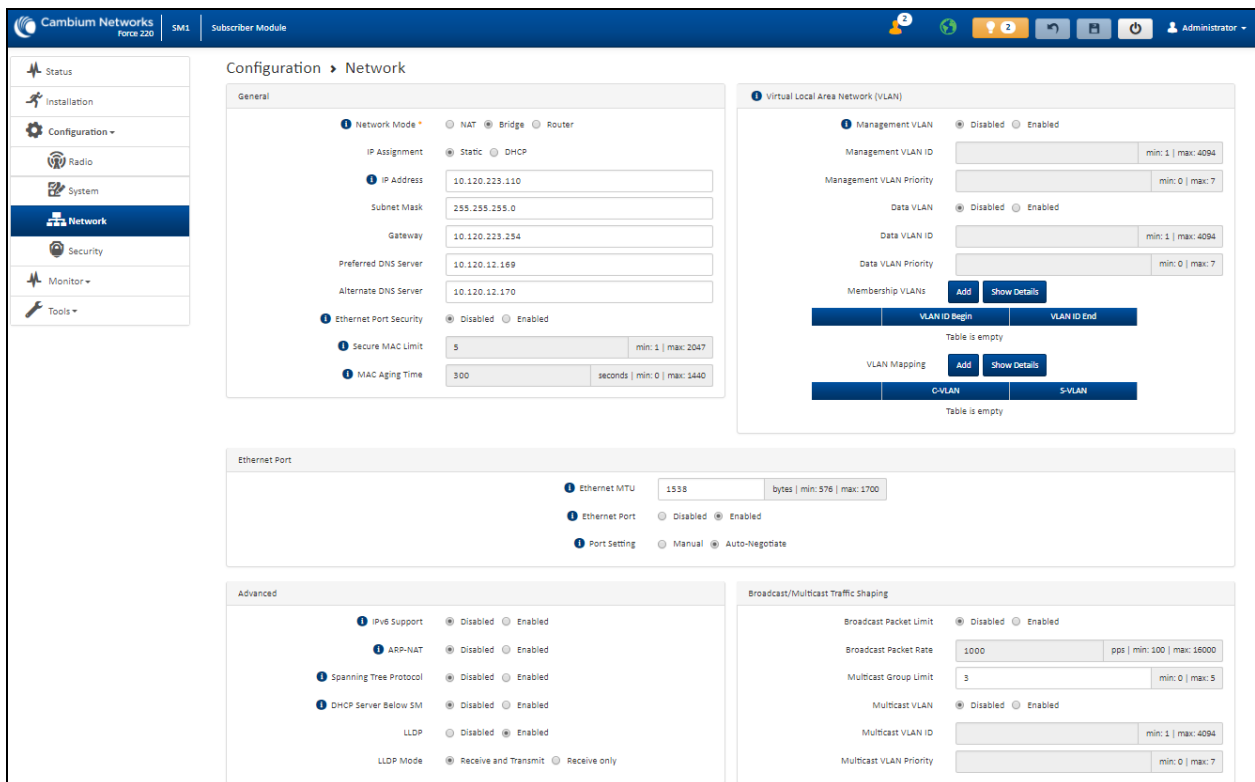 Cambium Networks
Force 220
SM1
Subscriber Module
2
2
Administrator
Status
Installation
Configuration
Radio
System
Network
Security
Monitor
Tools
Configuration > Network
General
Network Mode * NAT Bridge Router
IP Assignment Static DHCP
IP Address 10.120.223.110
Subnet Mask 255.255.255.0
Gateway 10.120.223.254
Preferred DNS Server 10.120.12.169
Alternate DNS Server 10.120.12.170
Ethernet Port Security Disabled Enabled
Secure MAC Limit 5 min: 1 | max: 2047
MAC Aging Time 300 seconds | min: 0 | max: 1440
Virtual Local Area Network (VLAN)
Management VLAN Disabled Enabled
Management VLAN ID min: 1 | max: 4094
Management VLAN Priority min: 0 | max: 7
Data VLAN Disabled Enabled
Data VLAN ID min: 1 | max: 4094
Data VLAN Priority min: 0 | max: 7
Membership VLANs Add Show Details
VLAN ID Begin VLAN ID End
Table is empty
VLAN Mapping Add Show Details
C-VLAN S-VLAN
Table is empty
Ethernet Port
Ethernet MTU 1538 bytes | min: 576 | max: 1700
Ethernet Port Disabled Enabled
Port Setting Manual Auto-Negotiate
Advanced
IPv6 Support Disabled Enabled
ARP-NAT Disabled Enabled
Spanning Tree Protocol Disabled Enabled
DHCP Server Below SM Disabled Enabled
LLDP Disabled Enabled
LLDP Mode Receive and Transmit Receive only
Broadcast/Multicast Traffic Shaping
Broadcast Packet Limit Disabled Enabled
Broadcast Packet Rate 1000 pps | min: 100 | max: 16000
Multicast Group Limit 3 min: 0 | max: 5
Multicast VLAN Disabled Enabled
Multicast VLAN ID min: 1 | max: 4094
Multicast VLAN Priority min: 0 | max: 7